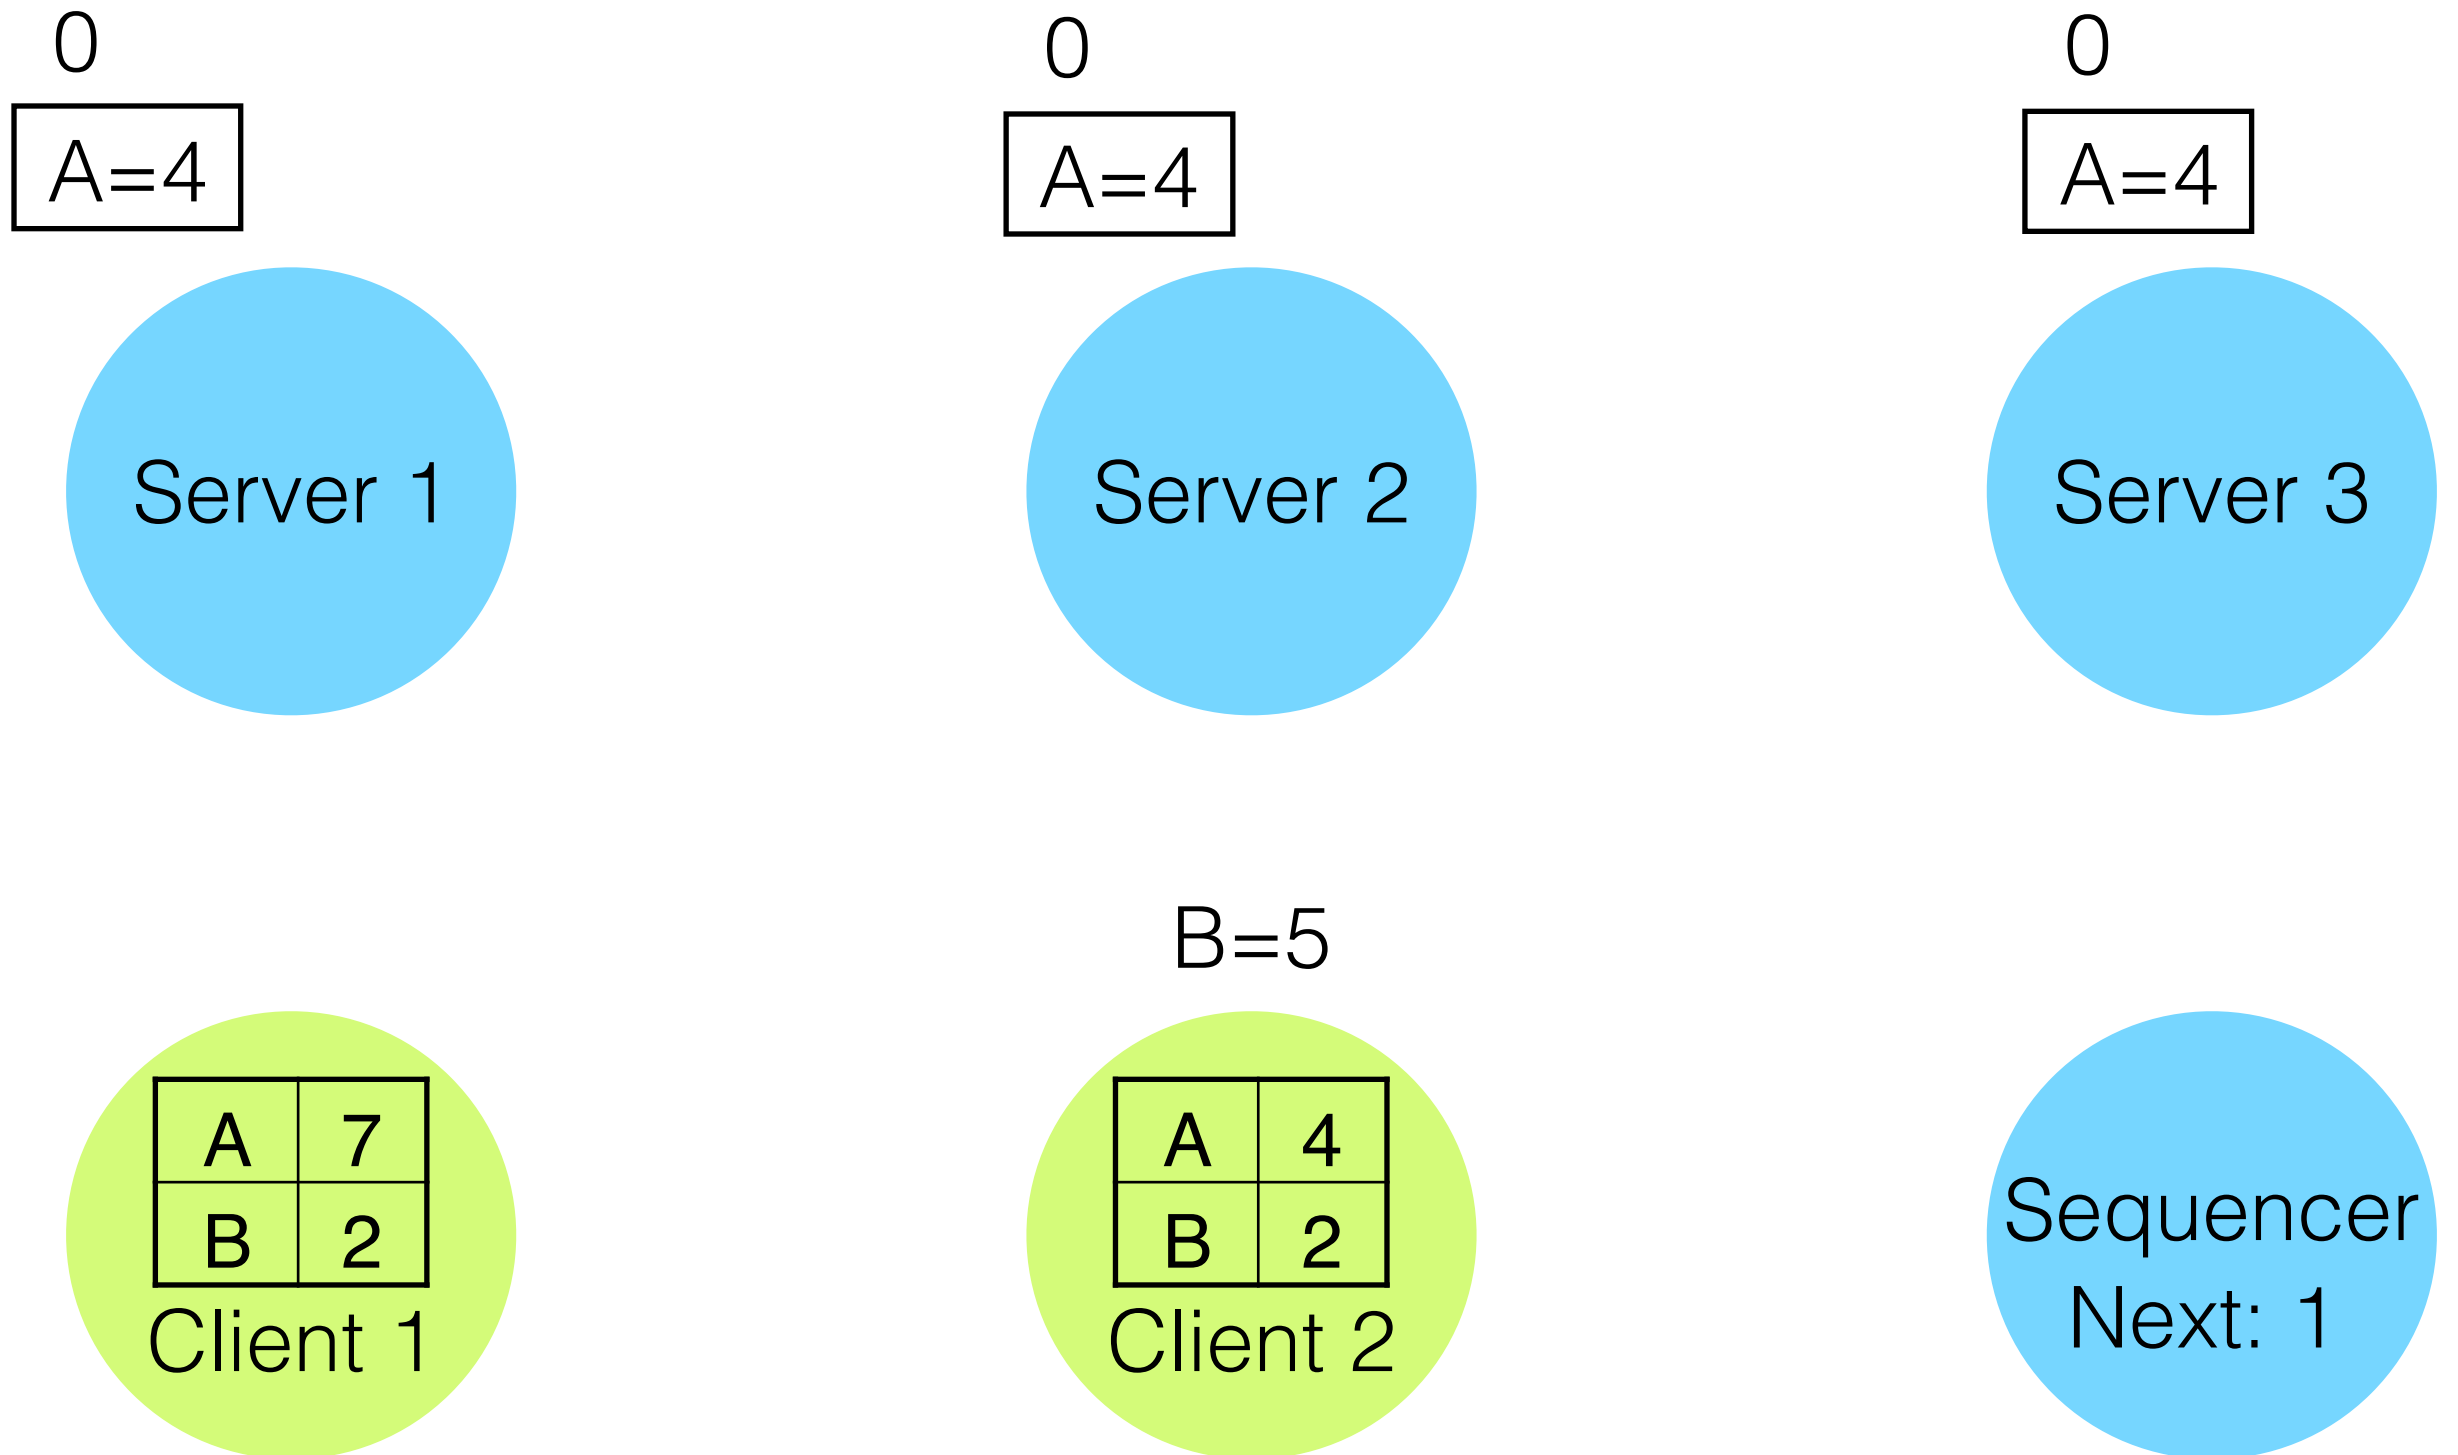 0
0
0
A=4
A=4
A=4
Server 1
Server 2
Server 3
B=5
A 7
B 2
Client 1
A 4
B 2
Client 2
Sequencer
Next: 1